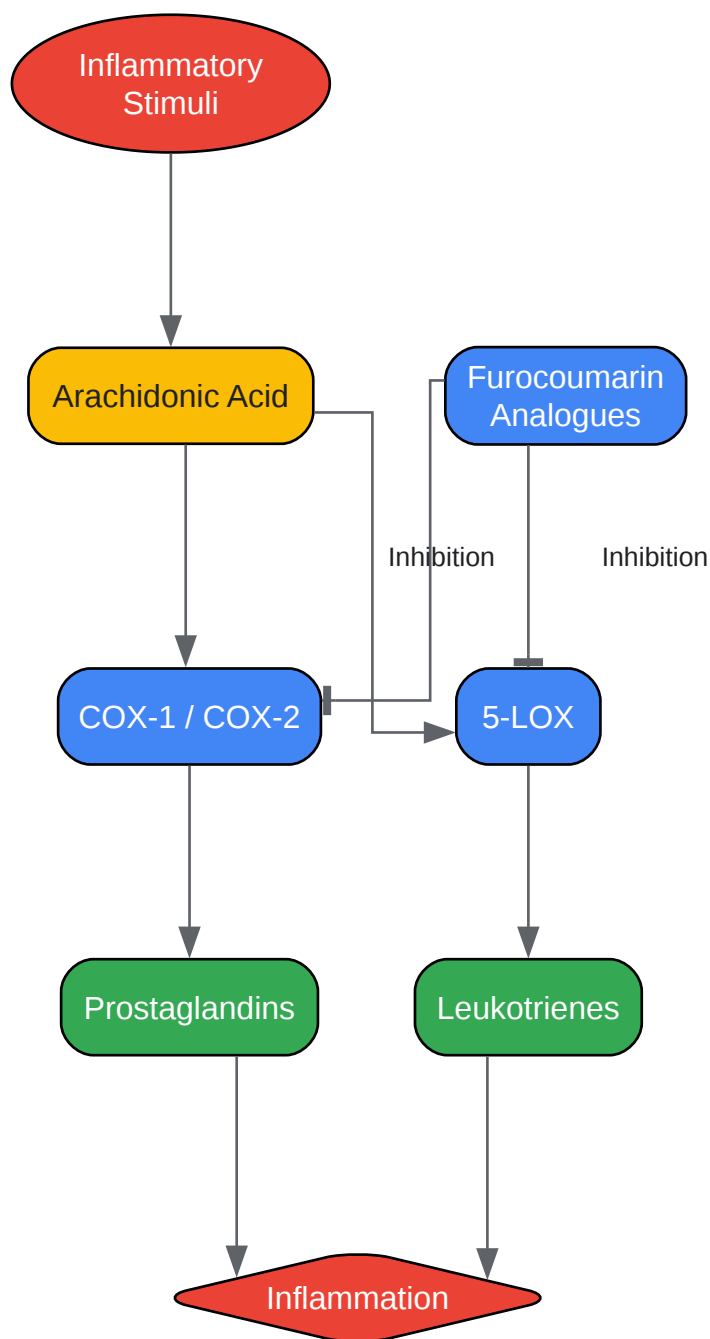 Inflammatory
Stimuli
Arachidonic Acid
Furocoumarin
Analogues
Inhibition
Inhibition
COX-1 / COX-2
5-LOX
Prostaglandins
Leukotrienes
Inflammation